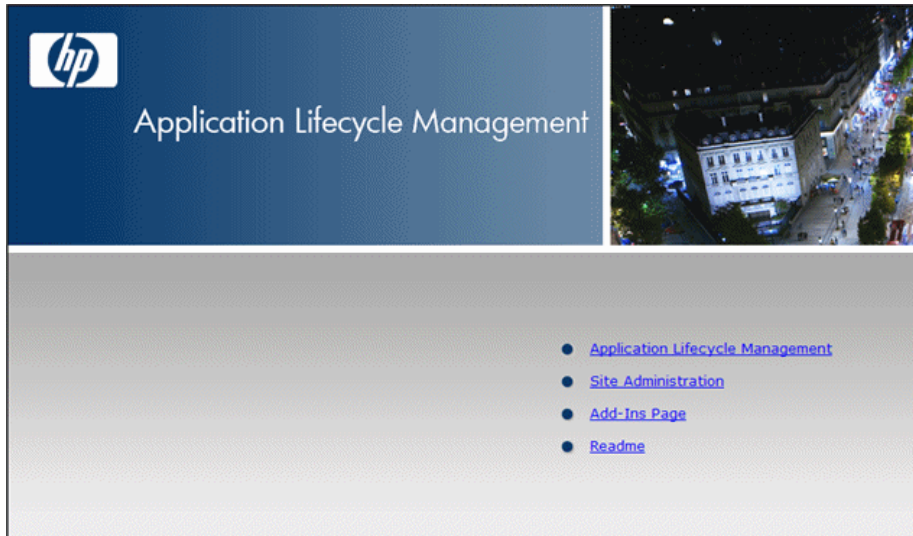 hp
Application Lifecycle Management
Application Lifecycle Management
Site Administration
Add-Ins Page
Readme